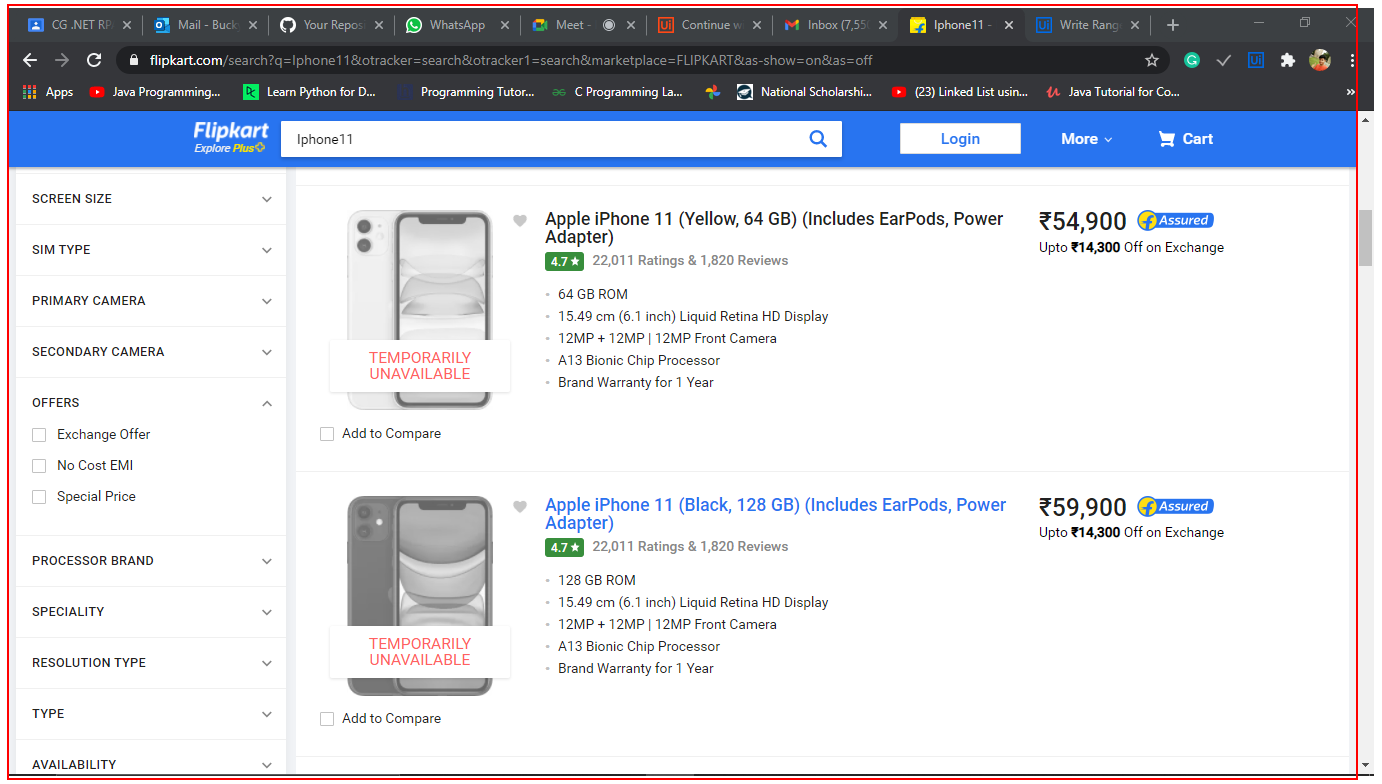 CG .NET RP
Mail - Buck
Your Repos
WhatsApp
Meet -
Continue w
Inbox (7,55
Iphone11 -
Write Rang
flipkart.com/search?q=Iphone11&otracker=search&otracker1=search&marketplace=FLIPKART&as-show=on&as=off
Apps
Java Programming...
Learn Python for D...
Programming Tutor...
C Programming La...
National Scholarshi...
(23) Linked List usin...
Java Tutorial for Co...
»
Flipkart
Explore Plus
Iphone11
Login
More
Cart
SCREEN SIZE
SIM TYPE
PRIMARY CAMERA
SECONDARY CAMERA
OFFERS
Exchange Offer
No Cost EMI
Special Price
PROCESSOR BRAND
SPECIALITY
RESOLUTION TYPE
TYPE
AVAILABILITY
TEMPORARILY
UNAVAILABLE
Add to Compare
Apple iPhone 11 (Yellow, 64 GB) (Includes EarPods, Power
Adapter)
4.7★ 22,011 Ratings & 1,820 Reviews
• 64 GB ROM
• 15.49 cm (6.1 inch) Liquid Retina HD Display
• 12MP + 12MP | 12MP Front Camera
• A13 Bionic Chip Processor
• Brand Warranty for 1 Year
₹54,900 Assured
Upto ₹14,300 Off on Exchange
TEMPORARILY
UNAVAILABLE
Add to Compare
Apple iPhone 11 (Black, 128 GB) (Includes EarPods, Power
Adapter)
4.7★ 22,011 Ratings & 1,820 Reviews
• 128 GB ROM
• 15.49 cm (6.1 inch) Liquid Retina HD Display
• 12MP + 12MP | 12MP Front Camera
• A13 Bionic Chip Processor
• Brand Warranty for 1 Year
₹59,900 Assured
Upto ₹14,300 Off on Exchange